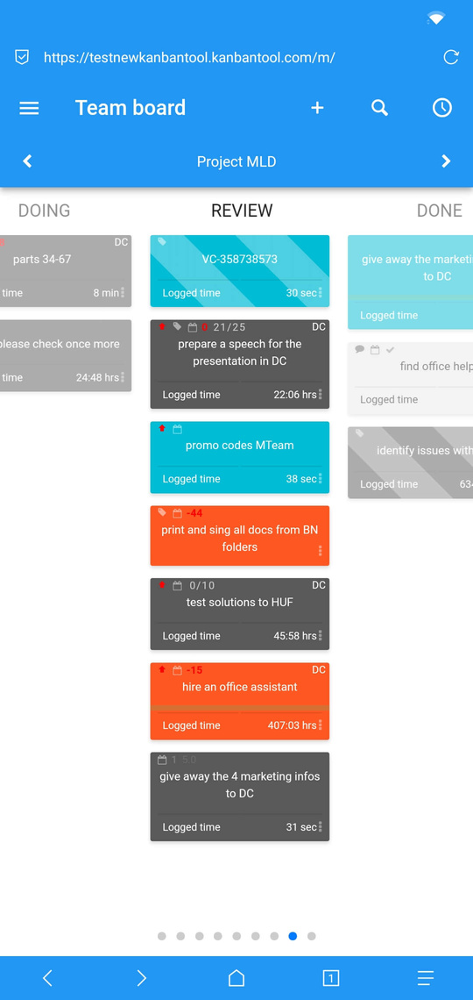 https://testnewkanbantool.kanbantool.com/m/
Team board
Project MLD
DOING
REVIEW
DONE
DC
parts 34-67
time
8 min
please check once more
time
24:48 hrs
VC-358738573
Logged time
30 sec
0 21/25
DC
prepare a speech for the
presentation in DC
Logged time
22:06 hrs
promo codes MTeam
Logged time
38 sec
-44
print and sing all docs from BN
folders
0/10
DC
test solutions to HUF
Logged time
45:58 hrs
-15
DC
hire an office assistant
Logged time
407:03 hrs
1 5.0
give away the 4 marketing infos
to DC
Logged time
31 sec
give away the marketi
to DC
Logged time
find office help
Logged time
identify issues with
Logged time
634
1